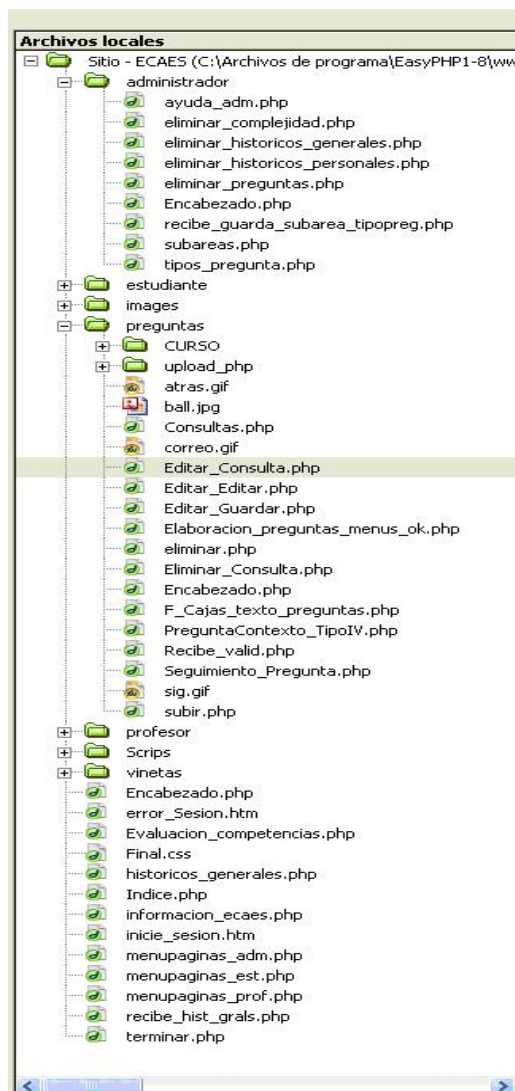 Archivos locales
Sitio - ECAES (C:\Archivos de programa\EasyPHP1-8\ww
administrador
ayuda_adm.php
eliminar_complejidad.php
eliminar_historicos_generales.php
eliminar_historicos_personales.php
eliminar_preguntas.php
Encabezado.php
recibe_guarda_subarea_tipopreg.php
subareas.php
tipos_pregunta.php
estudiante
images
preguntas
CURSO
upload_php
atras.gif
ball.jpg
Consultas.php
correo.gif
Editar_Consulta.php
Editar_Editar.php
Editar_Guardar.php
Elaboracion_preguntas_menus_ok.php
eliminar.php
Eliminar_Consulta.php
Encabezado.php
F_Cajas_texto_preguntas.php
PreguntaContexto_TipoIV.php
Recibe_valid.php
Seguimiento_Pregunta.php
sig.gif
subir.php
profesor
Scrips
vinetas
Encabezado.php
error_Sesion.htm
Evaluacion_competencias.php
Final.css
historicos_generales.php
Indice.php
informacion_ecaes.php
inicie_sesion.htm
menupaginas_adm.php
menupaginas_est.php
menupaginas_prof.php
recibe_hist_grals.php
terminar.php